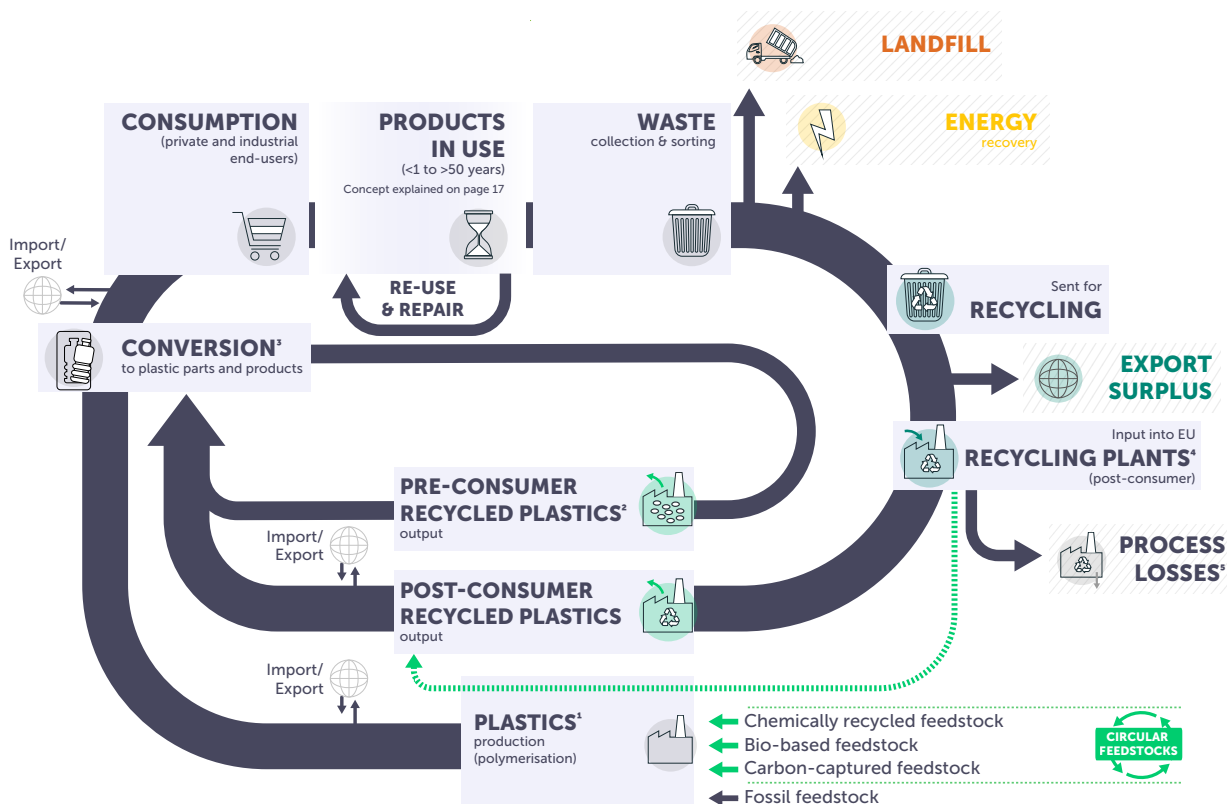 LANDFILL
ENERGY
recovery
CONSUMPTION
(private and industrial
end-users)
PRODUCTS
IN USE
(<1 to >50 years)
Concept explained on page 17
WASTE
collection & sorting
Import/
Export
RE-USE
& REPAIR
Sent for
RECYCLING
CONVERSION³
to plastic parts and products
EXPORT
SURPLUS
Input into EU
RECYCLING PLANTS⁴
(post-consumer)
PRE-CONSUMER
RECYCLED PLASTICS²
output
Import/
Export
PROCESS
LOSSES⁵
POST-CONSUMER
RECYCLED PLASTICS
output
Import/
Export
PLASTICS¹
production
(polymerisation)
Chemically recycled feedstock
Bio-based feedstock
Carbon-captured feedstock
CIRCULAR
FEEDSTOCKS
Fossil feedstock